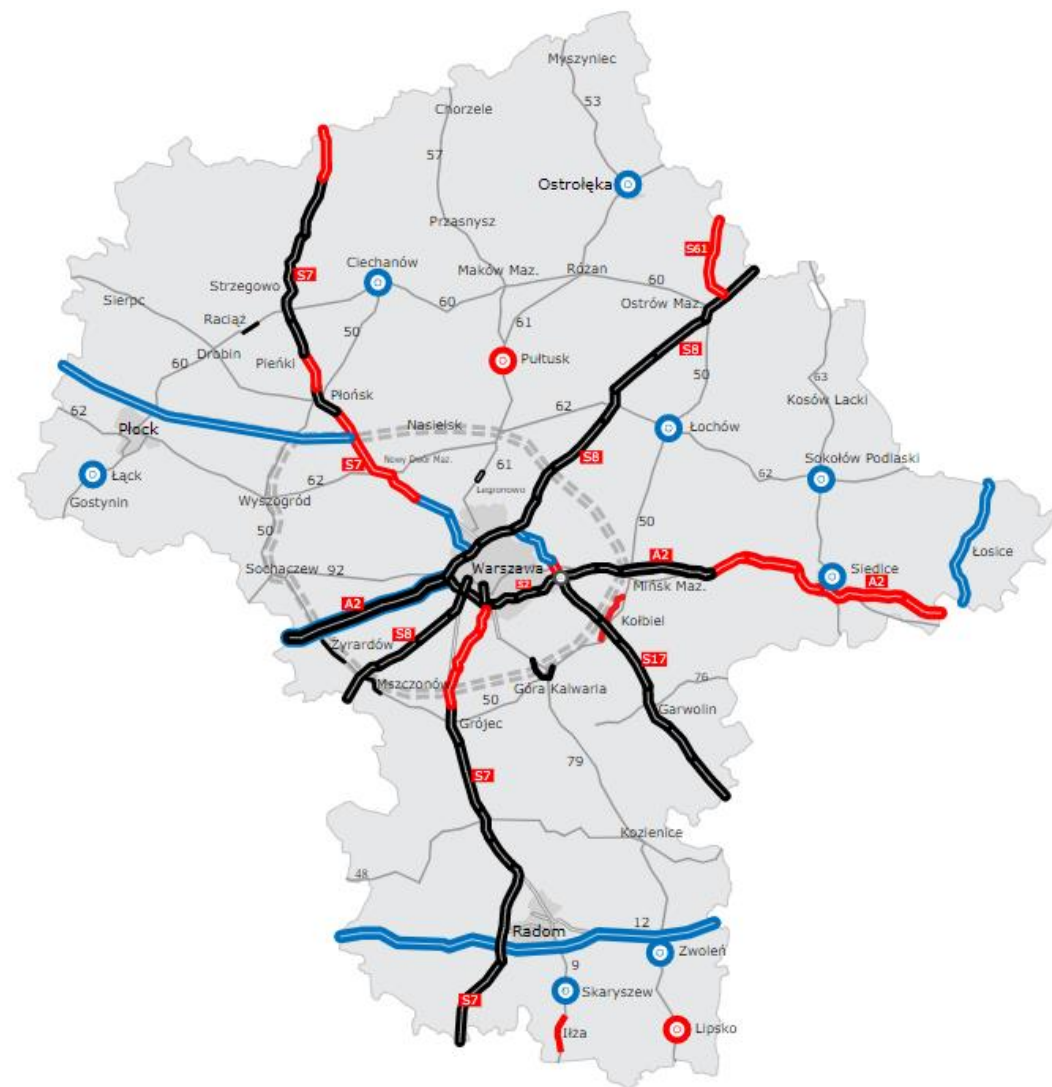 Myszyniec
53
Chorzele
57
Ostrołęka
Przasnysz
S61
Ciechanów
S7
Maków Maz.
Różan
60
Strzegowo
60
Ostrów Maz.
Sierpc
Raciąż
61
50
Drobin
S8
60
Pieńki
Pułtusk
50
63
Płońsk
Kosów Lacki
62
62
Płock
Nasielsk
Łochów
S8
Nowy Dwór Maz.
Sokołów Podlaski
S7
61
62
Łąck
62
Legionowo
Gostynin
Wyszogród
50
50
Łosice
A2
Sochaczew
92
Warszawa
Siedlce
S2
Mińsk Maz.
A2
A2
Kołbiel
S8
Żyrardów
S17
76
Mszczonów
Góra Kalwaria
50
Garwolin
Grójec
79
S7
Kozienice
48
12
Radom
Zwoleń
9
Skaryszew
S7
Iłża
Lipsko